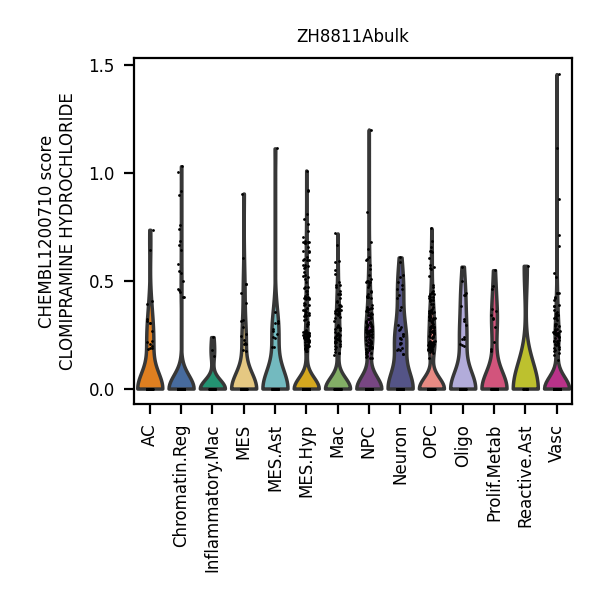 ZH8811Abulk
CHEMBL1200710 score
CLOMIPRAMINE HYDROCHLORIDE
1.5
1.0
0.5
0.0
AC
Chromatin.Reg
Inflammatory.Mac
MES
MES.Ast
MES.Hyp
Mac
NPC
Neuron
OPC
Oligo
Prolif.Metab
Reactive.Ast
Vasc